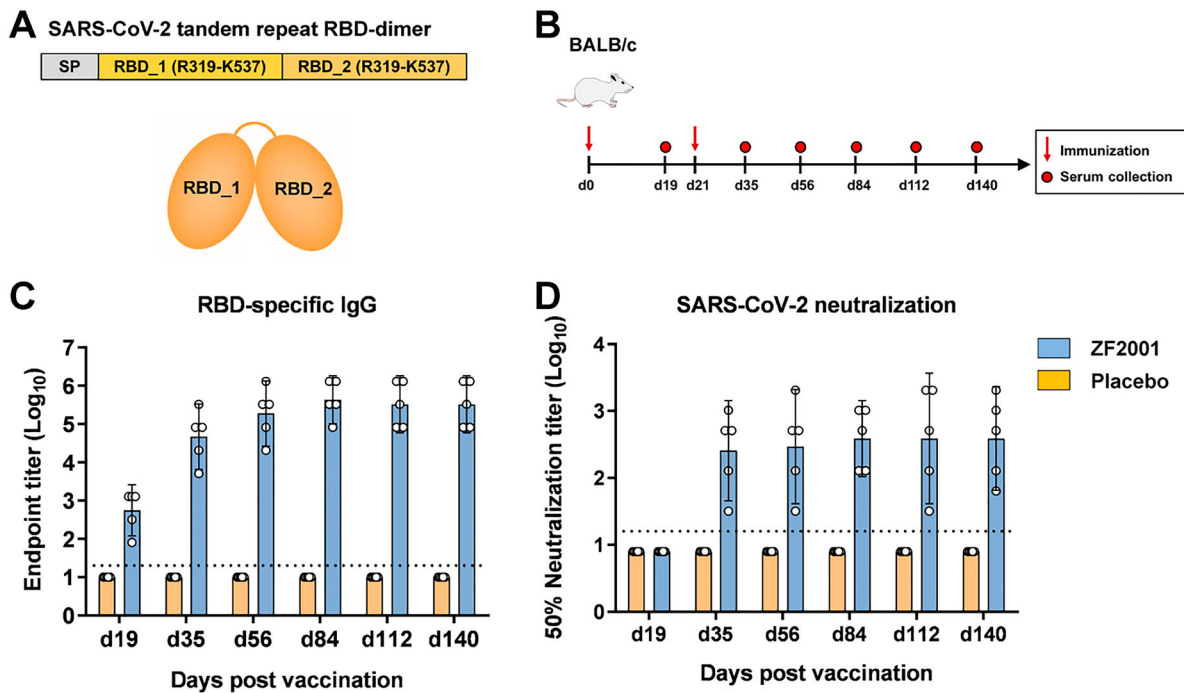 A
SARS-CoV-2 tandem repeat RBD-dimer
SP RBD_1 (R319-K537) RBD_2 (R319-K537)
RBD_1 RBD_2
B
BALB/c
d0 d19 d21 d35 d56 d84 d112 d140
Immunization
Serum collection
C
RBD-specific IgG
Endpoint titer (Log10)
7
6
5
4
3
2
1
0
d19 d35 d56 d84 d112 d140
Days post vaccination
D
SARS-CoV-2 neutralization
50% Neutralization titer (Log10)
4
3
2
1
0
d19 d35 d56 d84 d112 d140
Days post vaccination
ZF2001
Placebo